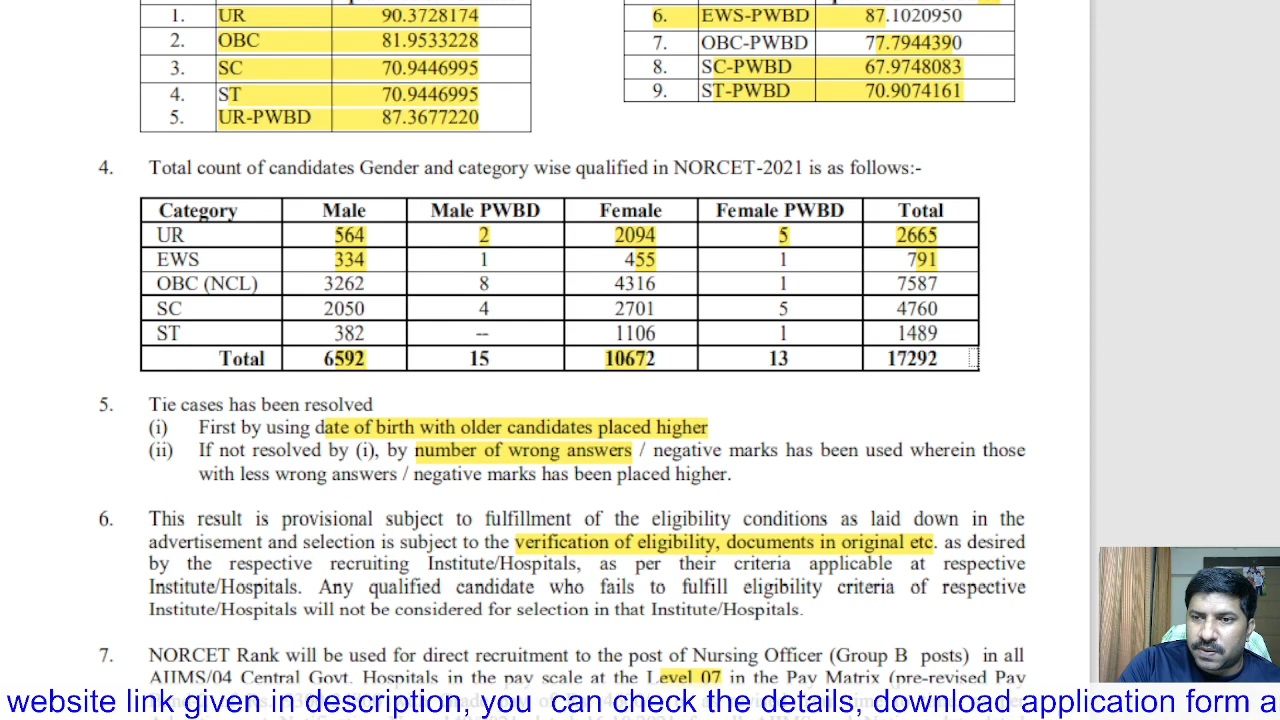 1. UR 90.3728174
2. OBC 81.9533228
3. SC 70.9446995
4. ST 70.9446995
5. UR-PWBD 87.3677220
6. EWS-PWBD 87.1020950
7. OBC-PWBD 77.7944390
8. SC-PWBD 67.9748083
9. ST-PWBD 70.9074161
4. Total count of candidates Gender and category wise qualified in NORCET-2021 is as follows:-
Category Male Male PWBD Female Female PWBD Total
UR 564 2 2094 5 2665
EWS 334 1 455 1 791
OBC (NCL) 3262 8 4316 1 7587
SC 2050 4 2701 5 4760
ST 382 -- 1106 1 1489
Total 6592 15 10672 13 17292
5. Tie cases has been resolved
(i) First by using date of birth with older candidates placed higher
(ii) If not resolved by (i), by number of wrong answers / negative marks has been used wherein those
with less wrong answers / negative marks has been placed higher.
6. This result is provisional subject to fulfillment of the eligibility conditions as laid down in the
advertisement and selection is subject to the verification of eligibility, documents in original etc. as desired
by the respective recruiting Institute/Hospitals, as per their criteria applicable at respective
Institute/Hospitals. Any qualified candidate who fails to fulfill eligibility criteria of respective
Institute/Hospitals will not be considered for selection in that Institute/Hospitals.
7. NORCET Rank will be used for direct recruitment to the post of Nursing Officer (Group B posts) in all
AIIMS/04 Central Govt. Hospitals in the pay scale at the Level 07 in the Pay Matrix (pre-revised Pay
website link given in description, you can check the details, download application form a